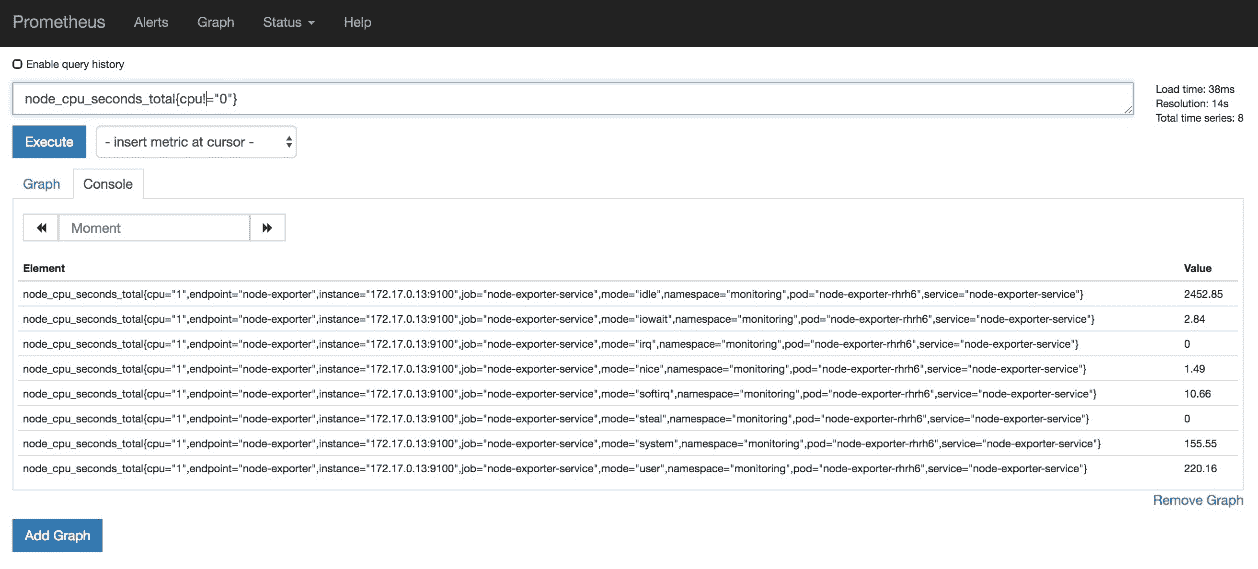 Prometheus Alerts Graph Status Help
Enable query history
node_cpu_seconds_total{cpu!="0"}
Load time: 38ms
Resolution: 14s
Total time series: 8
Execute - insert metric at cursor -
Graph Console
Moment
Element Value
node_cpu_seconds_total{cpu="1",endpoint="node-exporter",instance="172.17.0.13:9100",job="node-exporter-service",mode="idle",namespace="monitoring",pod="node-exporter-rhrh6",service="node-exporter-service"} 2452.85
node_cpu_seconds_total{cpu="1",endpoint="node-exporter",instance="172.17.0.13:9100",job="node-exporter-service",mode="iowait",namespace="monitoring",pod="node-exporter-rhrh6",service="node-exporter-service"} 2.84
node_cpu_seconds_total{cpu="1",endpoint="node-exporter",instance="172.17.0.13:9100",job="node-exporter-service",mode="irq",namespace="monitoring",pod="node-exporter-rhrh6",service="node-exporter-service"} 0
node_cpu_seconds_total{cpu="1",endpoint="node-exporter",instance="172.17.0.13:9100",job="node-exporter-service",mode="nice",namespace="monitoring",pod="node-exporter-rhrh6",service="node-exporter-service"} 1.49
node_cpu_seconds_total{cpu="1",endpoint="node-exporter",instance="172.17.0.13:9100",job="node-exporter-service",mode="softirq",namespace="monitoring",pod="node-exporter-rhrh6",service="node-exporter-service"} 10.66
node_cpu_seconds_total{cpu="1",endpoint="node-exporter",instance="172.17.0.13:9100",job="node-exporter-service",mode="steal",namespace="monitoring",pod="node-exporter-rhrh6",service="node-exporter-service"} 0
node_cpu_seconds_total{cpu="1",endpoint="node-exporter",instance="172.17.0.13:9100",job="node-exporter-service",mode="system",namespace="monitoring",pod="node-exporter-rhrh6",service="node-exporter-service"} 155.55
node_cpu_seconds_total{cpu="1",endpoint="node-exporter",instance="172.17.0.13:9100",job="node-exporter-service",mode="user",namespace="monitoring",pod="node-exporter-rhrh6",service="node-exporter-service"} 220.16
Remove Graph
Add Graph